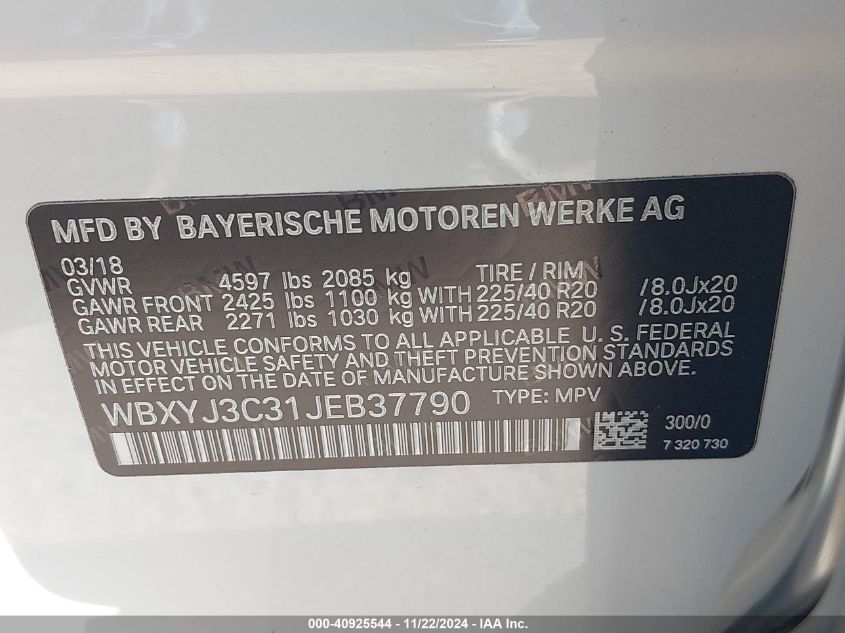 MFD BY BAYERISCHE MOTOREN WERKE AG
03/18
GVWR 4597 lbs 2085 kg TIRE / RIM
GAWR FRONT 2425 lbs 1100 kg WITH 225/40 R20 /8.0Jx20
GAWR REAR 2271 lbs 1030 kg WITH 225/40 R20 /8.0Jx20
THIS VEHICLE CONFORMS TO ALL APPLICABLE U. S. FEDERAL
MOTOR VEHICLE SAFETY AND THEFT PREVENTION STANDARDS
IN EFFECT ON THE DATE OF MANUFACTURE SHOWN ABOVE.
WBXYJ3C31JEB37790 TYPE: MPV
300/0
7 320 730
000-40925544 - 11/22/2024 - IAA Inc.